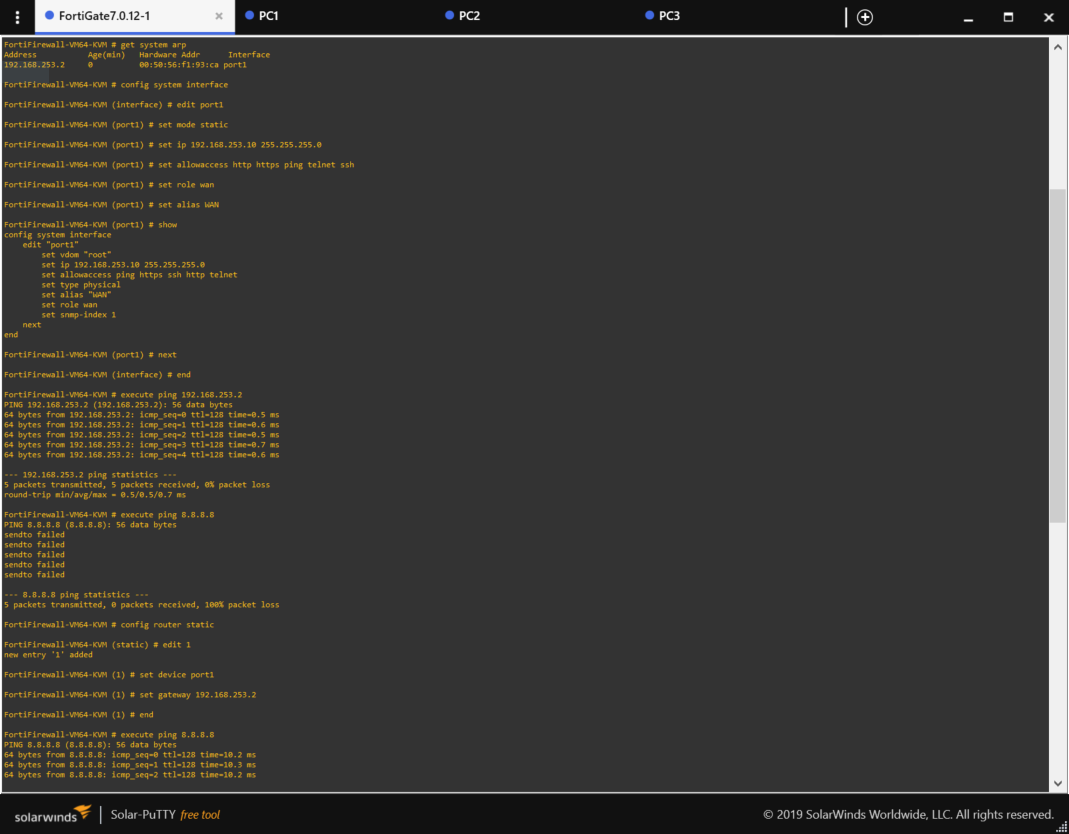 FortiGate7.0.12-1
PC1
PC2
PC3
FortiFirewall-VM64-KVM # get system arp
Address           Age(min)   Hardware Addr      Interface
192.168.253.2     0          00:50:56:f1:93:ca port1
FortiFirewall-VM64-KVM # config system interface
FortiFirewall-VM64-KVM (interface) # edit port1
FortiFirewall-VM64-KVM (port1) # set mode static
FortiFirewall-VM64-KVM (port1) # set ip 192.168.253.10 255.255.255.0
FortiFirewall-VM64-KVM (port1) # set allowaccess http https ping telnet ssh
FortiFirewall-VM64-KVM (port1) # set role wan
FortiFirewall-VM64-KVM (port1) # set alias WAN
FortiFirewall-VM64-KVM (port1) # show
config system interface
    edit "port1"
        set vdom "root"
        set ip 192.168.253.10 255.255.255.0
        set allowaccess ping https ssh http telnet
        set type physical
        set alias "WAN"
        set role wan
        set snmp-index 1
    next
end
FortiFirewall-VM64-KVM (port1) # next
FortiFirewall-VM64-KVM (interface) # end
FortiFirewall-VM64-KVM # execute ping 192.168.253.2
PING 192.168.253.2 (192.168.253.2): 56 data bytes
64 bytes from 192.168.253.2: icmp_seq=0 ttl=128 time=0.5 ms
64 bytes from 192.168.253.2: icmp_seq=1 ttl=128 time=0.6 ms
64 bytes from 192.168.253.2: icmp_seq=2 ttl=128 time=0.5 ms
64 bytes from 192.168.253.2: icmp_seq=3 ttl=128 time=0.7 ms
64 bytes from 192.168.253.2: icmp_seq=4 ttl=128 time=0.6 ms
--- 192.168.253.2 ping statistics ---
5 packets transmitted, 5 packets received, 0% packet loss
round-trip min/avg/max = 0.5/0.5/0.7 ms
FortiFirewall-VM64-KVM # execute ping 8.8.8.8
PING 8.8.8.8 (8.8.8.8): 56 data bytes
sendto failed
sendto failed
sendto failed
sendto failed
sendto failed
--- 8.8.8.8 ping statistics ---
5 packets transmitted, 0 packets received, 100% packet loss
FortiFirewall-VM64-KVM # config router static
FortiFirewall-VM64-KVM (static) # edit 1
new entry '1' added
FortiFirewall-VM64-KVM (1) # set device port1
FortiFirewall-VM64-KVM (1) # set gateway 192.168.253.2
FortiFirewall-VM64-KVM (1) # end
FortiFirewall-VM64-KVM # execute ping 8.8.8.8
PING 8.8.8.8 (8.8.8.8): 56 data bytes
64 bytes from 8.8.8.8: icmp_seq=0 ttl=128 time=10.2 ms
64 bytes from 8.8.8.8: icmp_seq=1 ttl=128 time=10.3 ms
64 bytes from 8.8.8.8: icmp_seq=2 ttl=128 time=10.2 ms
solarwinds
Solar-PuTTY free tool
© 2019 SolarWinds Worldwide, LLC. All rights reserved.